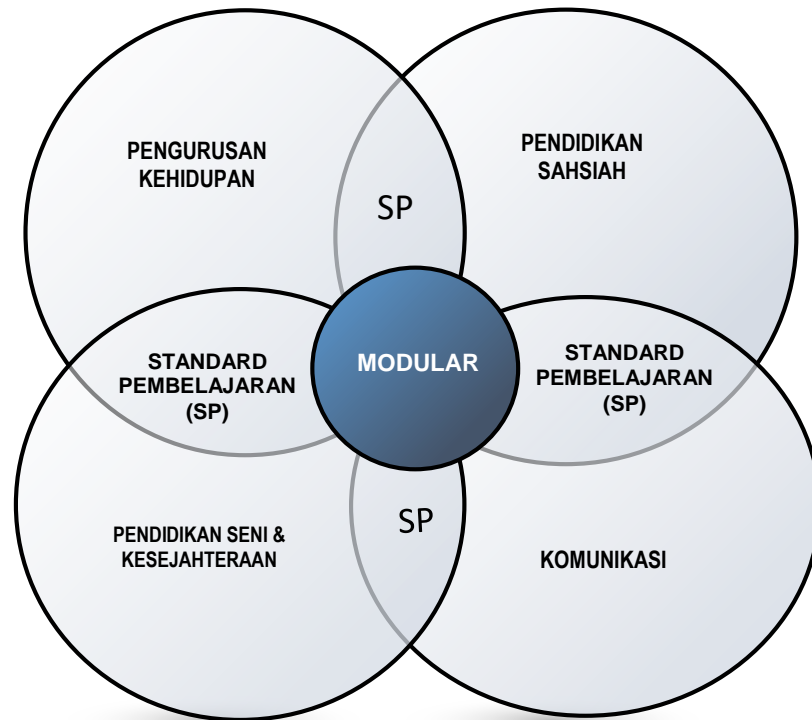 PENGURUSAN
KEHIDUPAN
PENDIDIKAN
SAHSIAH
SP
STANDARD
PEMBELAJARAN
(SP)
MODULAR
STANDARD
PEMBELAJARAN
(SP)
PENDIDIKAN SENI &
KESEJAHTERAAN
SP
KOMUNIKASI